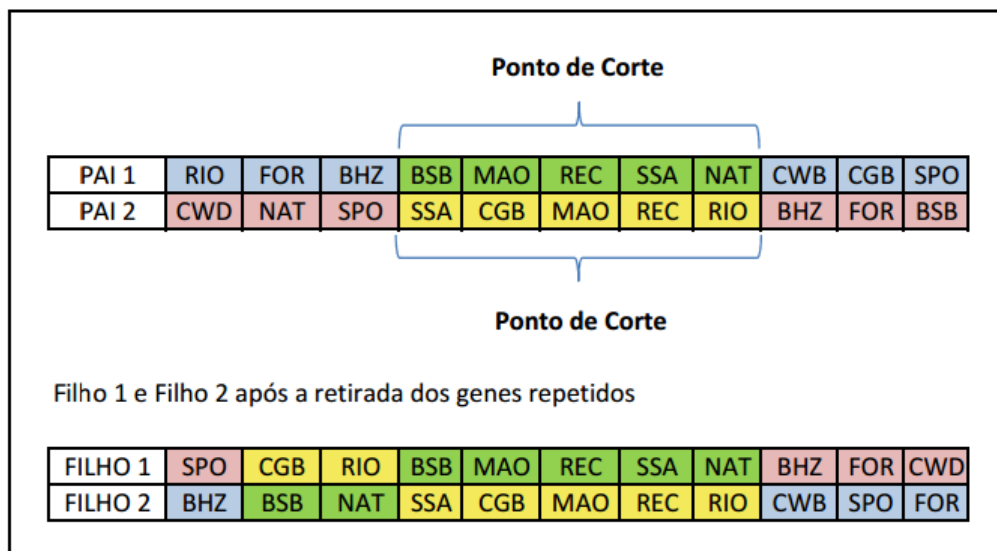 Ponto de Corte
PAI 1 RIO FOR BHZ BSB MAO REC SSA NAT CWB CGB SPO
PAI 2 CWD NAT SPO SSA CGB MAO REC RIO BHZ FOR BSB
Ponto de Corte
Filho 1 e Filho 2 após a retirada dos genes repetidos
FILHO 1 SPO CGB RIO BSB MAO REC SSA NAT BHZ FOR CWD
FILHO 2 BHZ BSB NAT SSA CGB MAO REC RIO CWB SPO FOR